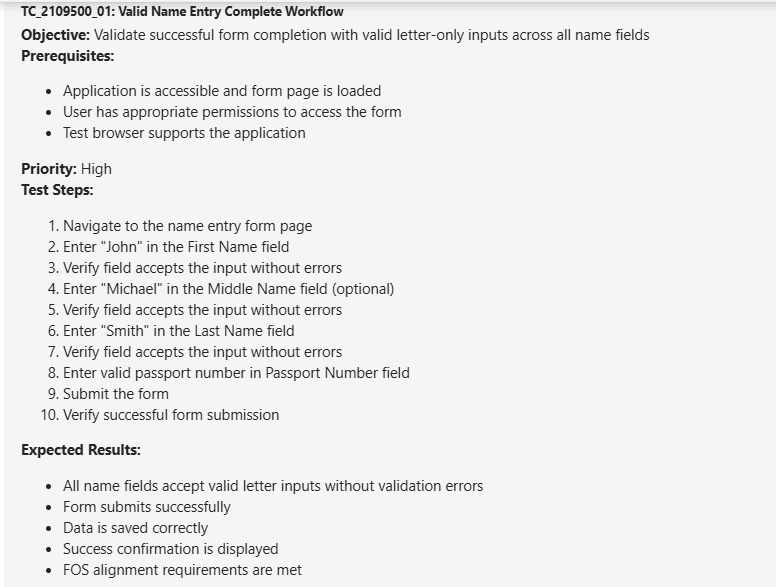 TC_2109500_01: Valid Name Entry Complete Workflow
Objective: Validate successful form completion with valid letter-only inputs across all name fields
Prerequisites:
• Application is accessible and form page is loaded
• User has appropriate permissions to access the form
• Test browser supports the application
Priority: High
Test Steps:
1. Navigate to the name entry form page
2. Enter "John" in the First Name field
3. Verify field accepts the input without errors
4. Enter "Michael" in the Middle Name field (optional)
5. Verify field accepts the input without errors
6. Enter "Smith" in the Last Name field
7. Verify field accepts the input without errors
8. Enter valid passport number in Passport Number field
9. Submit the form
10. Verify successful form submission
Expected Results:
• All name fields accept valid letter inputs without validation errors
• Form submits successfully
• Data is saved correctly
• Success confirmation is displayed
• FOS alignment requirements are met